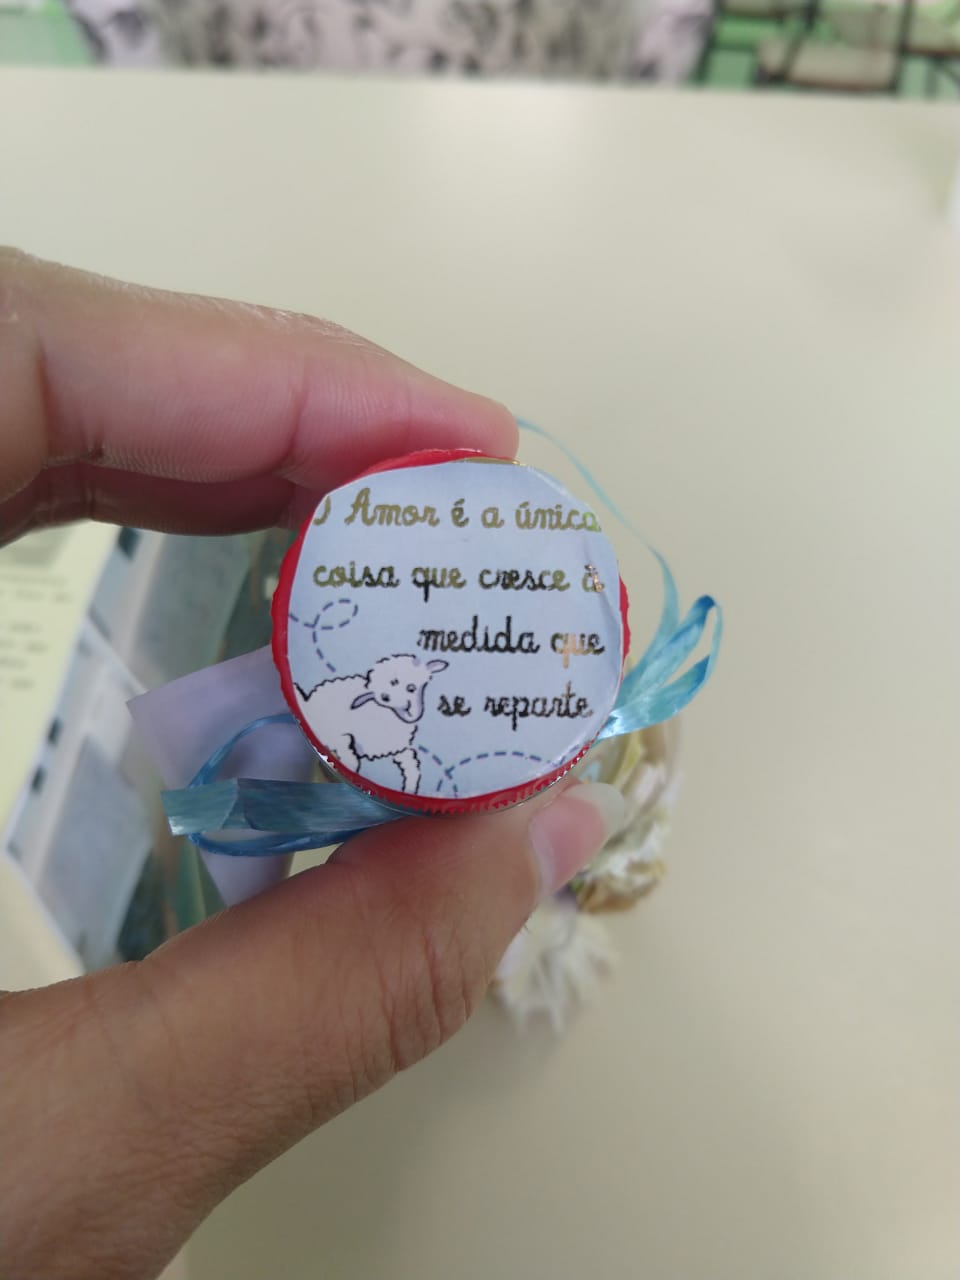 O Amor é a única
coisa que cresce à
medida que
se reparte